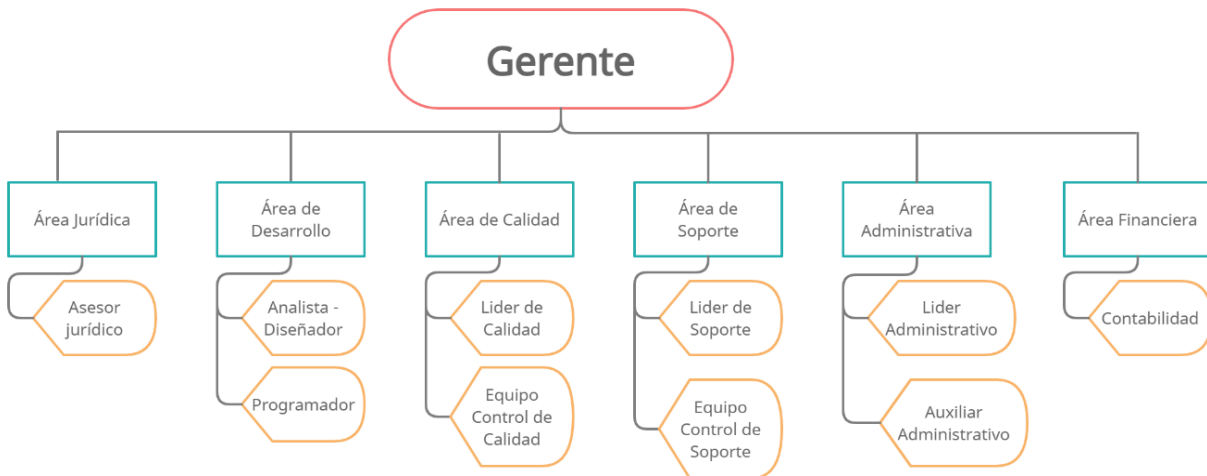 Gerente
Área Jurídica
Área de
Desarrollo
Área de Calidad
Área de
Soporte
Área
Administrativa
Área Financiera
Asesor
jurídico
Analista -
Diseñador
Programador
Lider de
Calidad
Equipo
Control de
Calidad
Lider de
Soporte
Equipo
Control de
Soporte
Lider
Administrativo
Auxiliar
Administrativo
Contabilidad